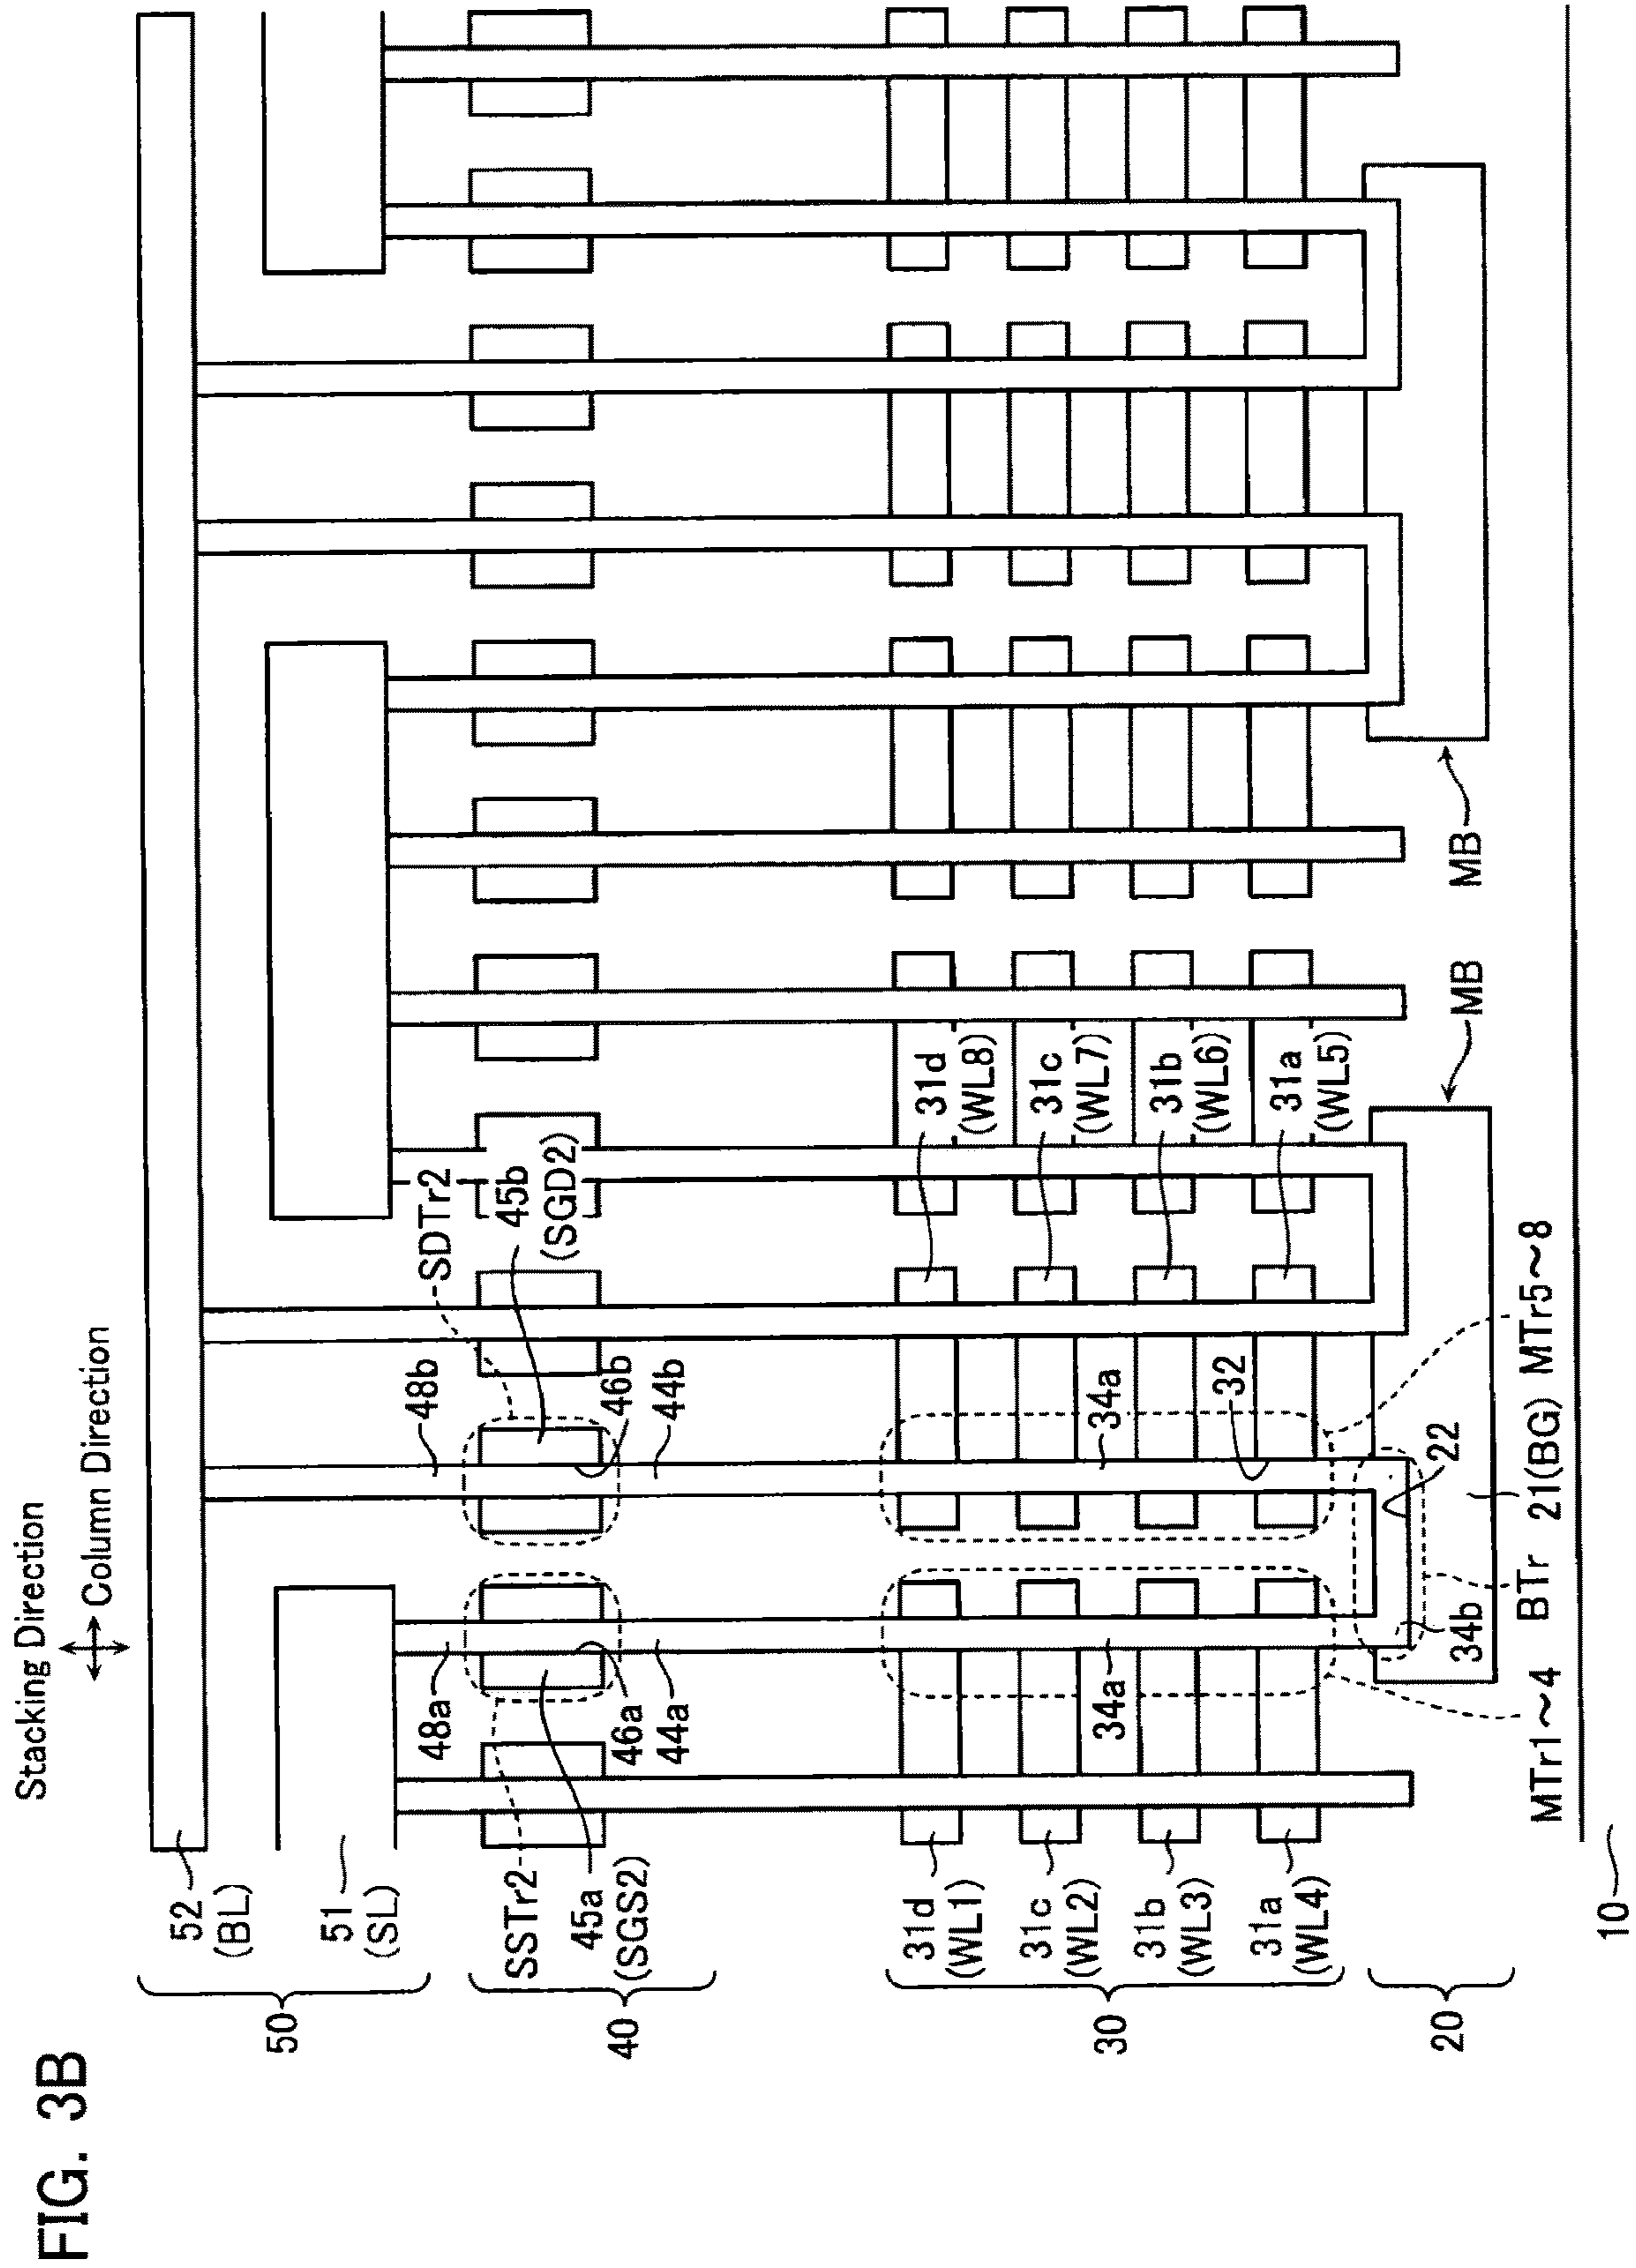 FIG. 3B
Stacking Direction
Column Direction
50
52
(BL)
51
(SL)
48a
48b
SDTr2
45b
(SGD2)
40
SSTr2
45a
(SGS2)
46a
44a
46b
44b
30
31d
(WL1)
31c
(WL2)
31b
(WL3)
31a
(WL4)
34a
34a
32
31d
(WL8)
31c
(WL7)
31b
(WL6)
31a
(WL5)
20
34b
22
MB
MB
MTr1~4
BTr
21(BG)
MTr5~8
10